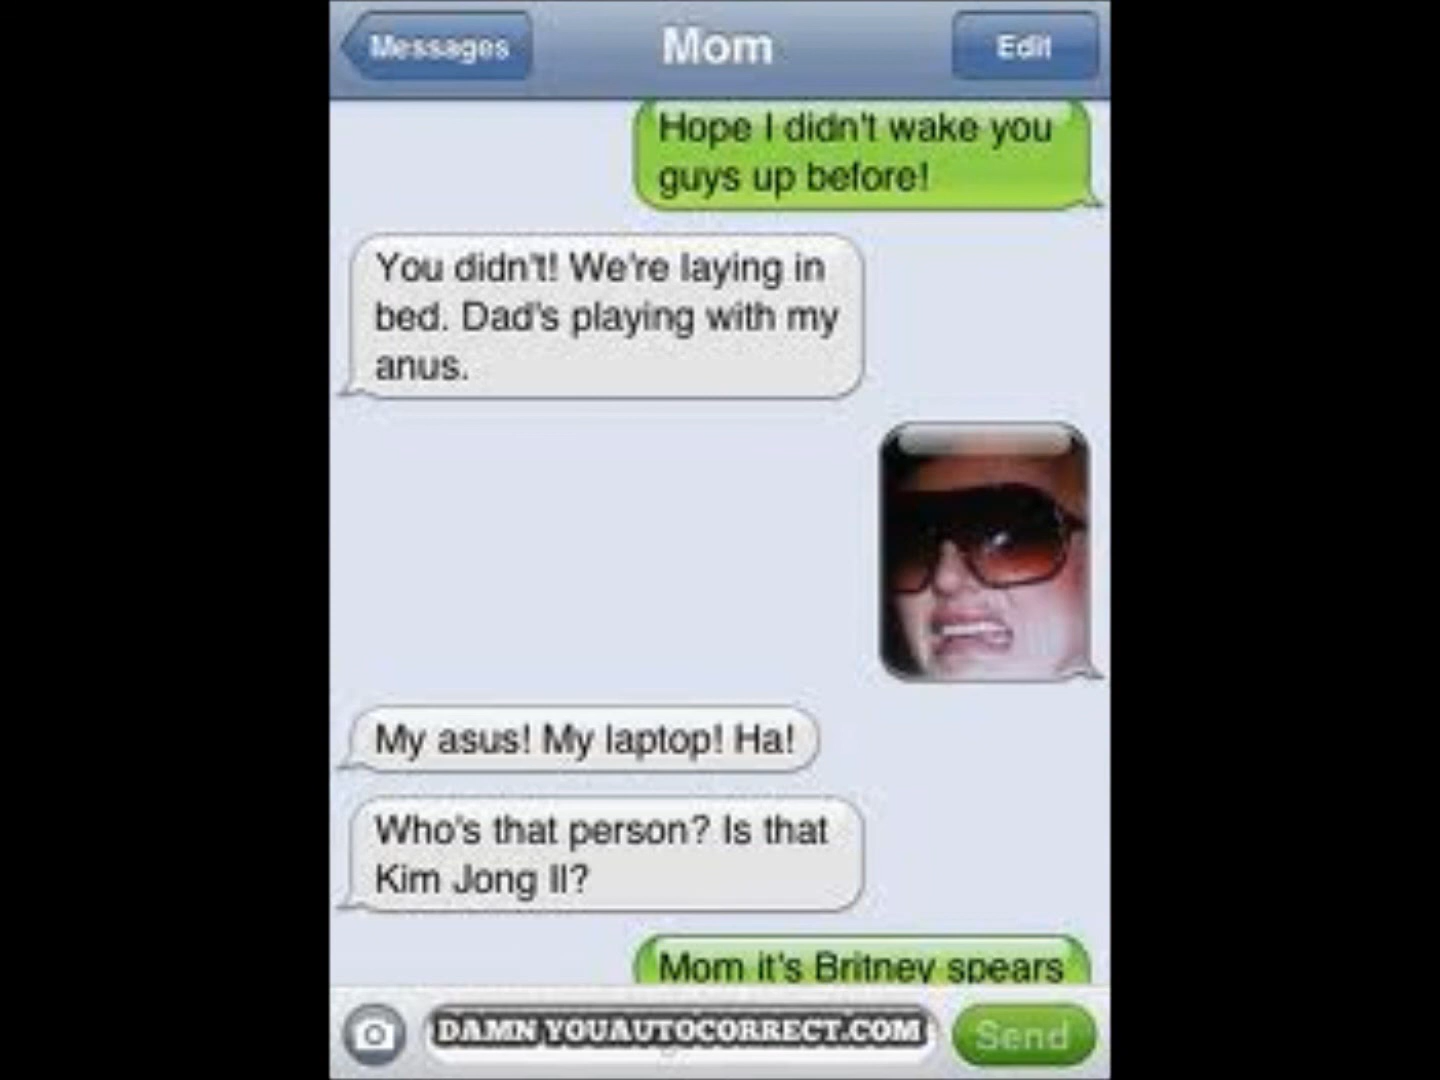 Messages
Mom
Edit
Hope I didn't wake you
guys up before!
You didn't! We're laying in
bed. Dad's playing with my
anus.
My asus! My laptop! Ha!
Who's that person? Is that
Kim Jong Il?
Mom it's Britney spears
DAMN YOUAUTOCORRECT.COM
Send